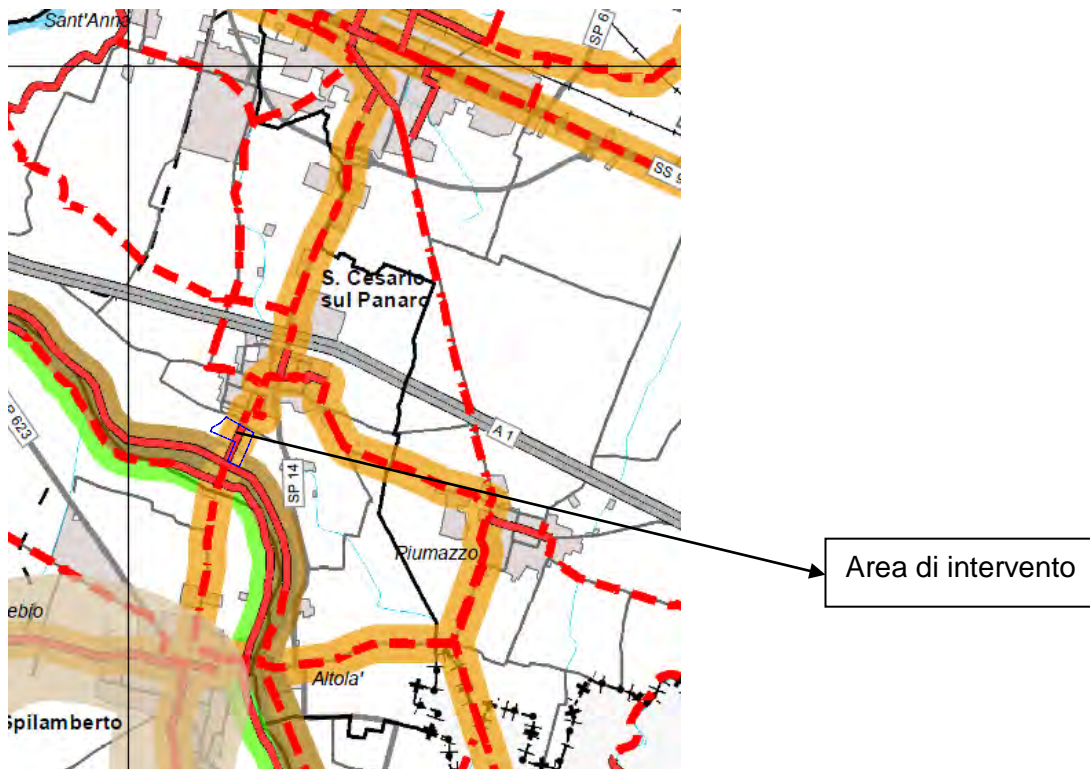 Sant'Anna
SP 6
SS 9
S. Cesario
sul Panaro
A 1
P 623
SP 14
Piumazzo
Area di intervento
ebio
Altola'
Spilamberto